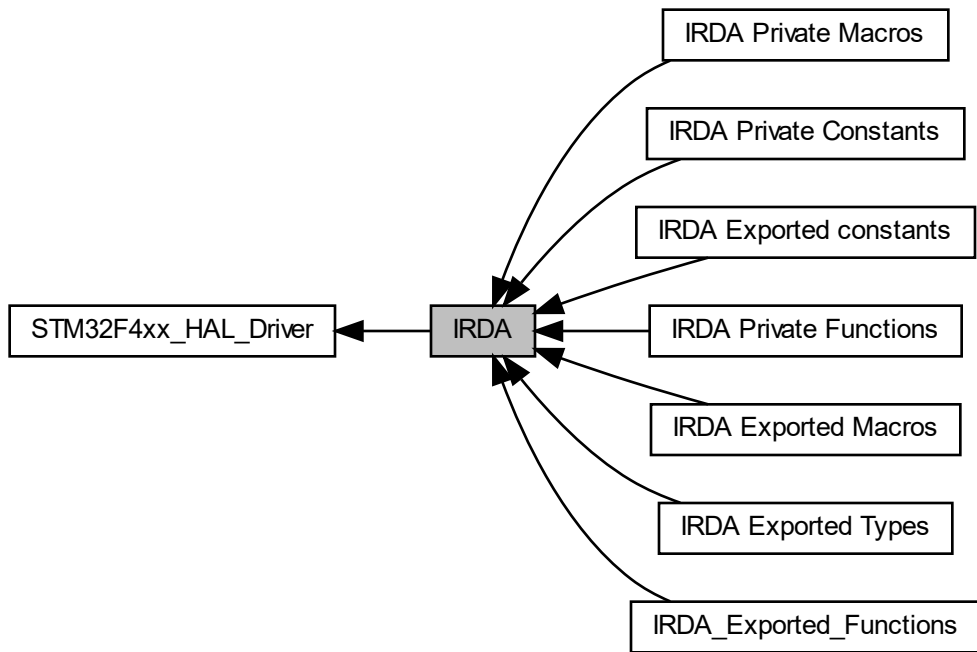 IRDA Private Macros
IRDA Private Constants
IRDA Exported constants
STM32F4xx_HAL_Driver
IRDA
IRDA Private Functions
IRDA Exported Macros
IRDA Exported Types
IRDA_Exported_Functions